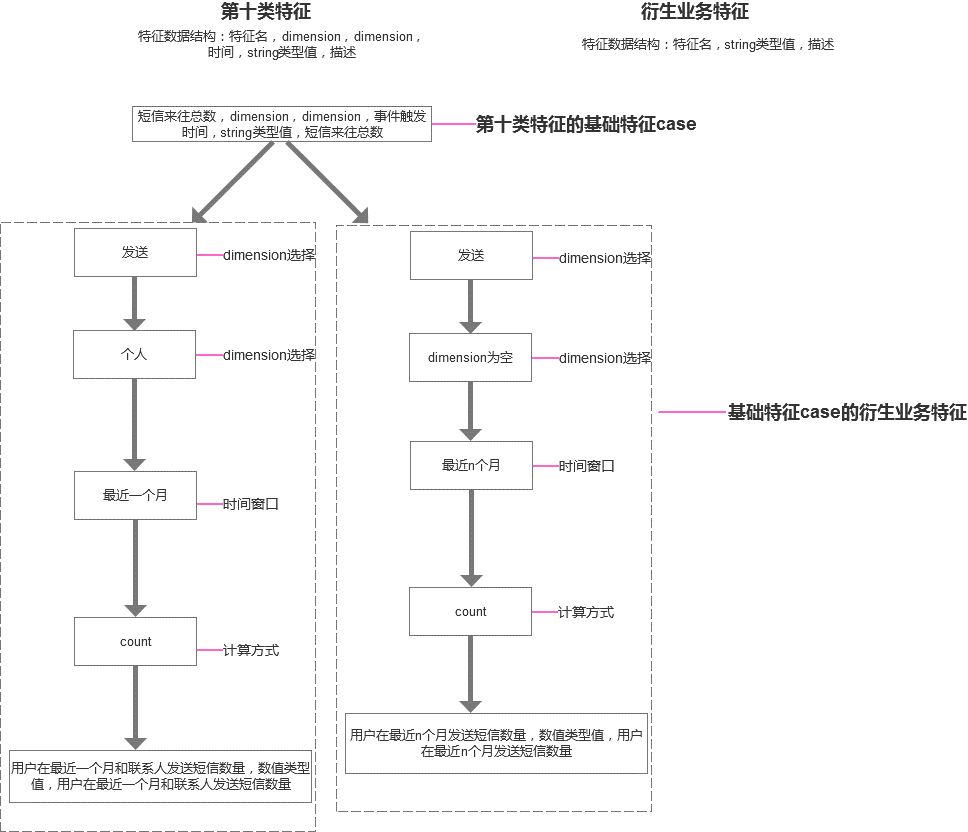 第十类特征
特征数据结构：特征名，dimension，dimension，
时间，string类型值，描述
衍生业务特征
特征数据结构：特征名，string类型值，描述
短信来往总数，dimension，dimension，事件触发
时间，string类型值，短信来往总数
第十类特征的基础特征case
发送
dimension选择
个人
dimension选择
最近一个月
时间窗口
count
计算方式
用户在最近一个月和联系人发送短信数量，数值类型
值，用户在最近一个月和联系人发送短信数量
发送
dimension选择
dimension为空
dimension选择
最近n个月
时间窗口
count
计算方式
用户在最近n个月发送短信数量，数值类型值，用户
在最近n个月发送短信数量
基础特征case的衍生业务特征